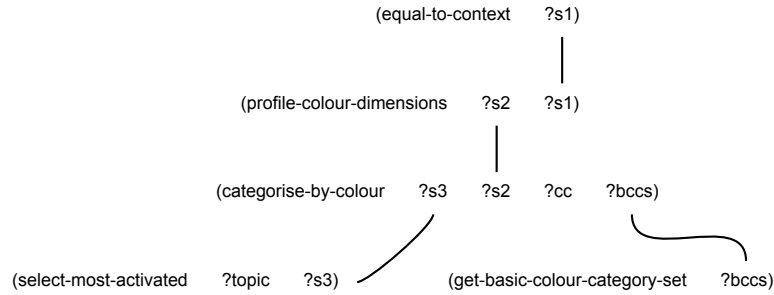 (equal-to-context ?s1)
(profile-colour-dimensions ?s2 ?s1)
(categorise-by-colour ?s3 ?s2 ?cc ?bccs)
(select-most-activated ?topic ?s3) (get-basic-colour-category-set ?bccs)